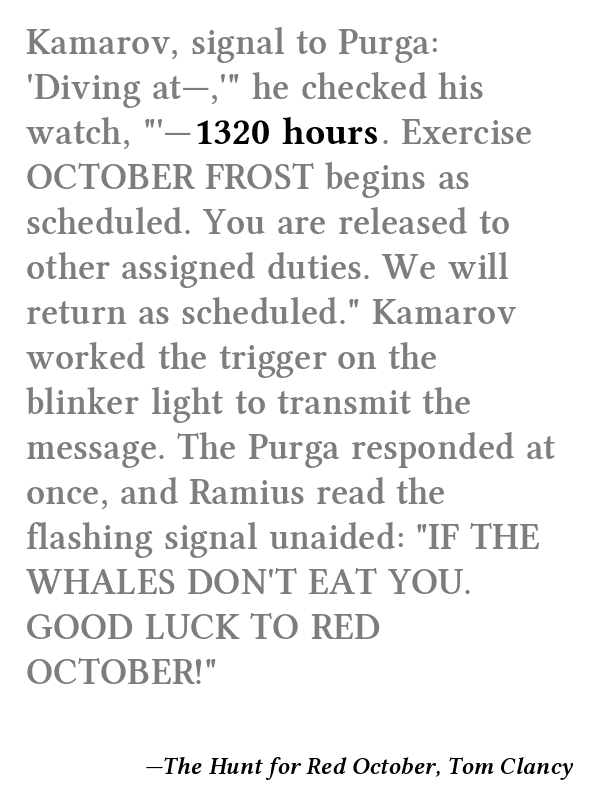 Kamarov, signal to Purga:
'Diving at—,'" he checked his
watch, "'—1320 hours. Exercise
OCTOBER FROST begins as
scheduled. You are released to
other assigned duties. We will
return as scheduled." Kamarov
worked the trigger on the
blinker light to transmit the
message. The Purga responded at
once, and Ramius read the
flashing signal unaided: "IF THE
WHALES DON'T EAT YOU.
GOOD LUCK TO RED
OCTOBER!"
—The Hunt for Red October, Tom Clancy